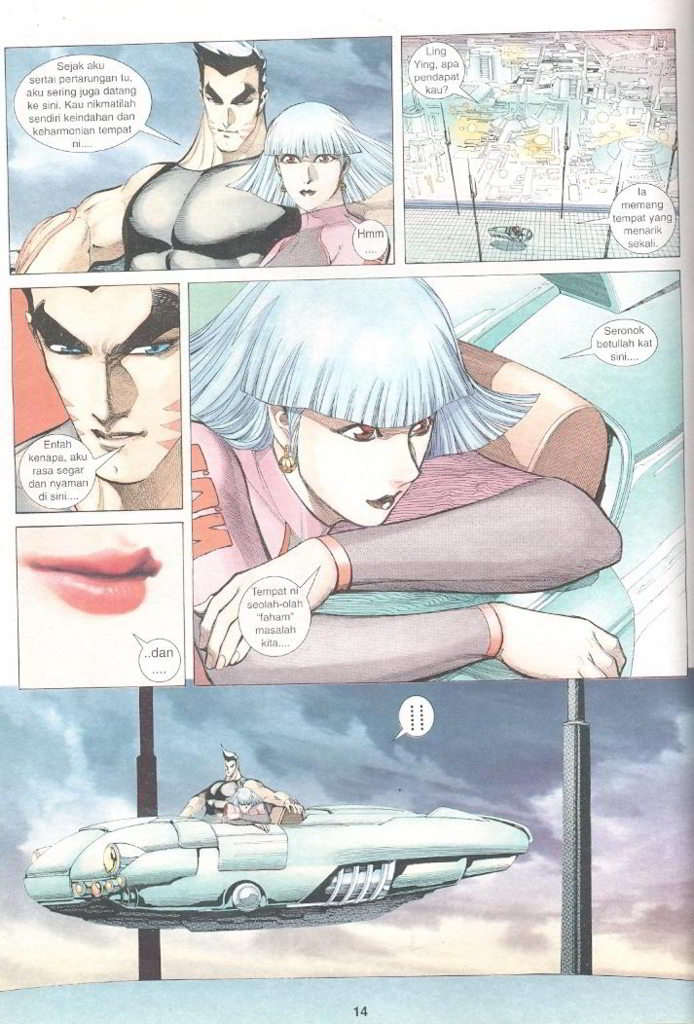 Sejak aku
sertai pertarungan tu,
aku sering juga datang
ke sini. Kau nikmatilah
sendiri keindahan dan
keharmonian tempat
ni....
Hmm
....
Ling
Ying, apa
pendapat
kau?
Ia
memang
tempat yang
menarik
sekali.
Entah
kenapa, aku
rasa segar
dan nyaman
di sini....
Seronok
betullah kat
sini....
Tempat ni
seolah-olah
"faham"
masalah
kita....
..dan
....
!!
14